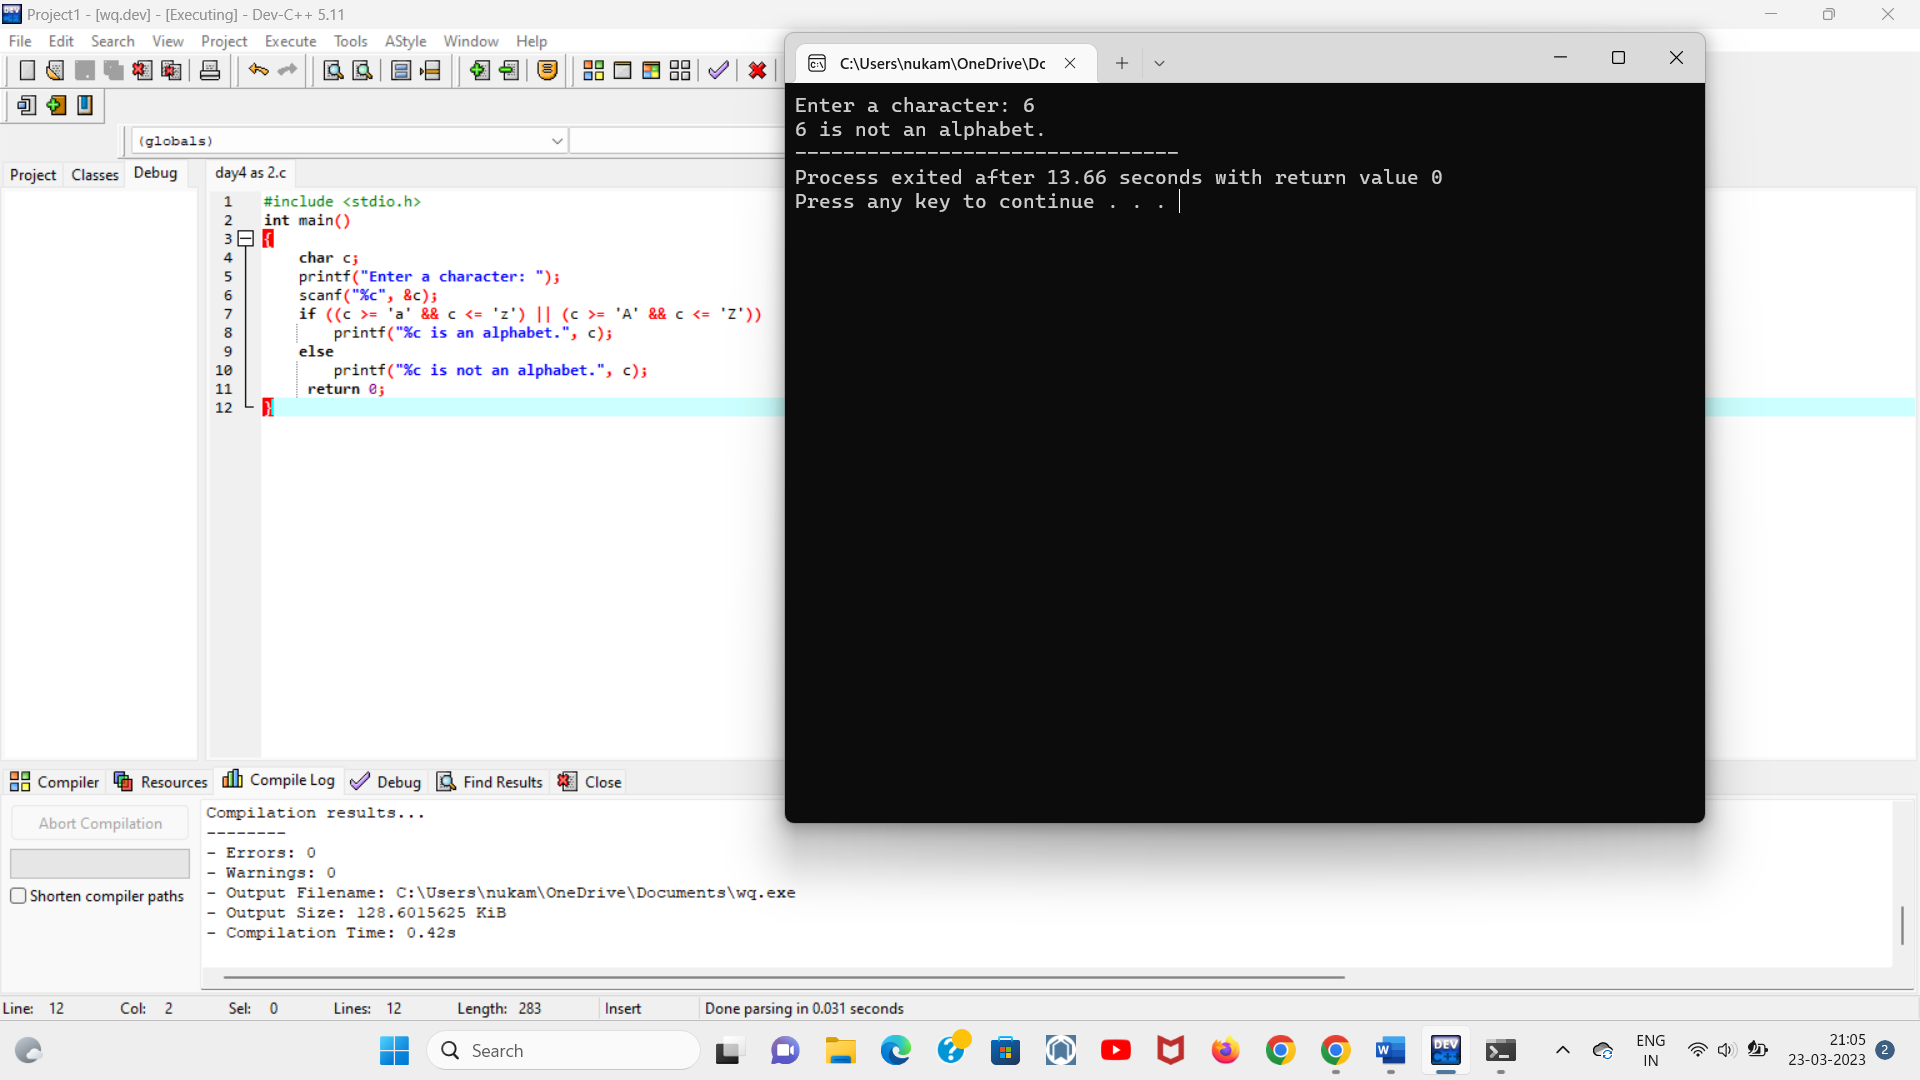 Project1 - [wq.dev] - [Executing] - Dev-C++ 5.11
File Edit Search View Project Execute Tools AStyle Window Help
(globals)
Project Classes Debug
day4 as 2.c
1 #include <stdio.h>
2 int main()
3 {
4 char c;
5 printf("Enter a character: ");
6 scanf("%c", &c);
7 if ((c >= 'a' && c <= 'z') || (c >= 'A' && c <= 'Z'))
8 printf("%c is an alphabet.", c);
9 else
10 printf("%c is not an alphabet.", c);
11 return 0;
12 }
C:\Users\nukam\OneDrive\Dc
Enter a character: 6
6 is not an alphabet.
--------------------------------
Process exited after 13.66 seconds with return value 0
Press any key to continue . . .
Compiler Resources Compile Log Debug Find Results Close
Abort Compilation
Shorten compiler paths
Compilation results...
--------
- Errors: 0
- Warnings: 0
- Output Filename: C:\Users\nukam\OneDrive\Documents\wq.exe
- Output Size: 128.6015625 KiB
- Compilation Time: 0.42s
Line: 12 Col: 2 Sel: 0 Lines: 12 Length: 283 Insert Done parsing in 0.031 seconds
Search
DEV
C++
ENG
IN
21:05
23-03-2023
2